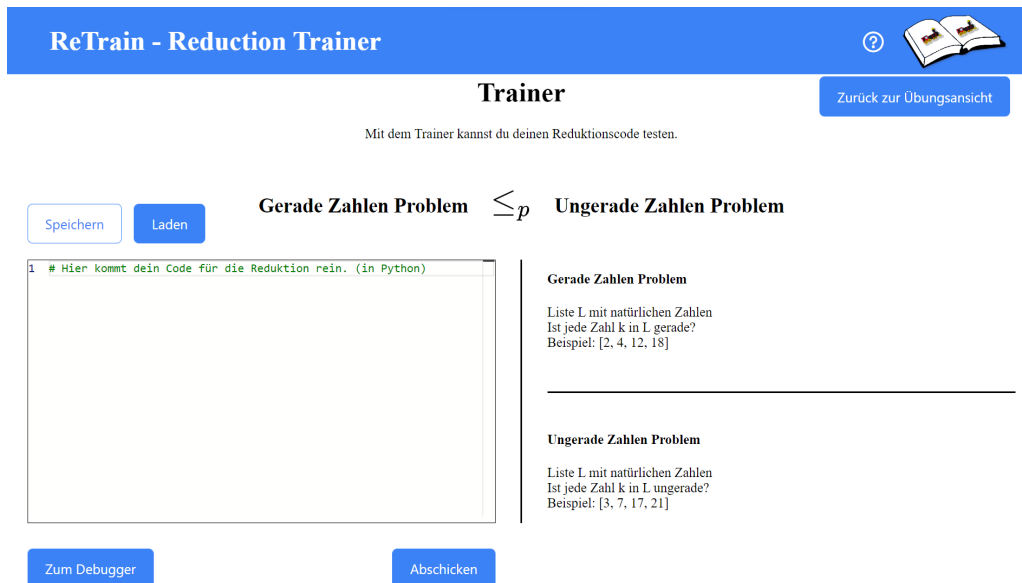 ReTrain - Reduction Trainer
Trainer
Zurück zur Übungsansicht
Mit dem Trainer kannst du deinen Reduktionscode testen.
Speichern
Laden
Gerade Zahlen Problem ≤p Ungerade Zahlen Problem
1 # Hier kommt dein Code für die Reduktion rein. (in Python)
Gerade Zahlen Problem
Liste L mit natürlichen Zahlen
Ist jede Zahl k in L gerade?
Beispiel: [2, 4, 12, 18]
Ungerade Zahlen Problem
Liste L mit natürlichen Zahlen
Ist jede Zahl k in L ungerade?
Beispiel: [3, 7, 17, 21]
Zum Debugger
Abschicken